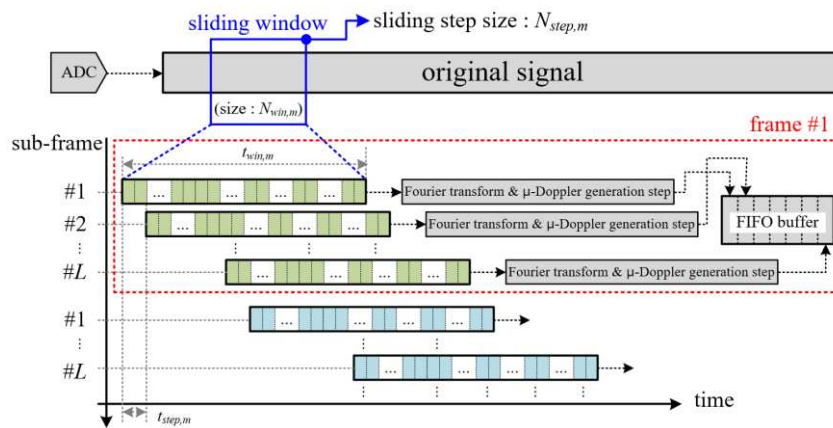 sliding window
sliding step size : N_step,m
ADC
original signal
(size : N_win,m)
frame #1
sub-frame
t_win,m
#1
...
...
...
...
Fourier transform & μ-Doppler generation step
#2
...
...
...
...
Fourier transform & μ-Doppler generation step
FIFO buffer
#L
...
...
...
...
Fourier transform & μ-Doppler generation step
#1
...
...
...
...
#L
...
...
...
...
time
t_step,m